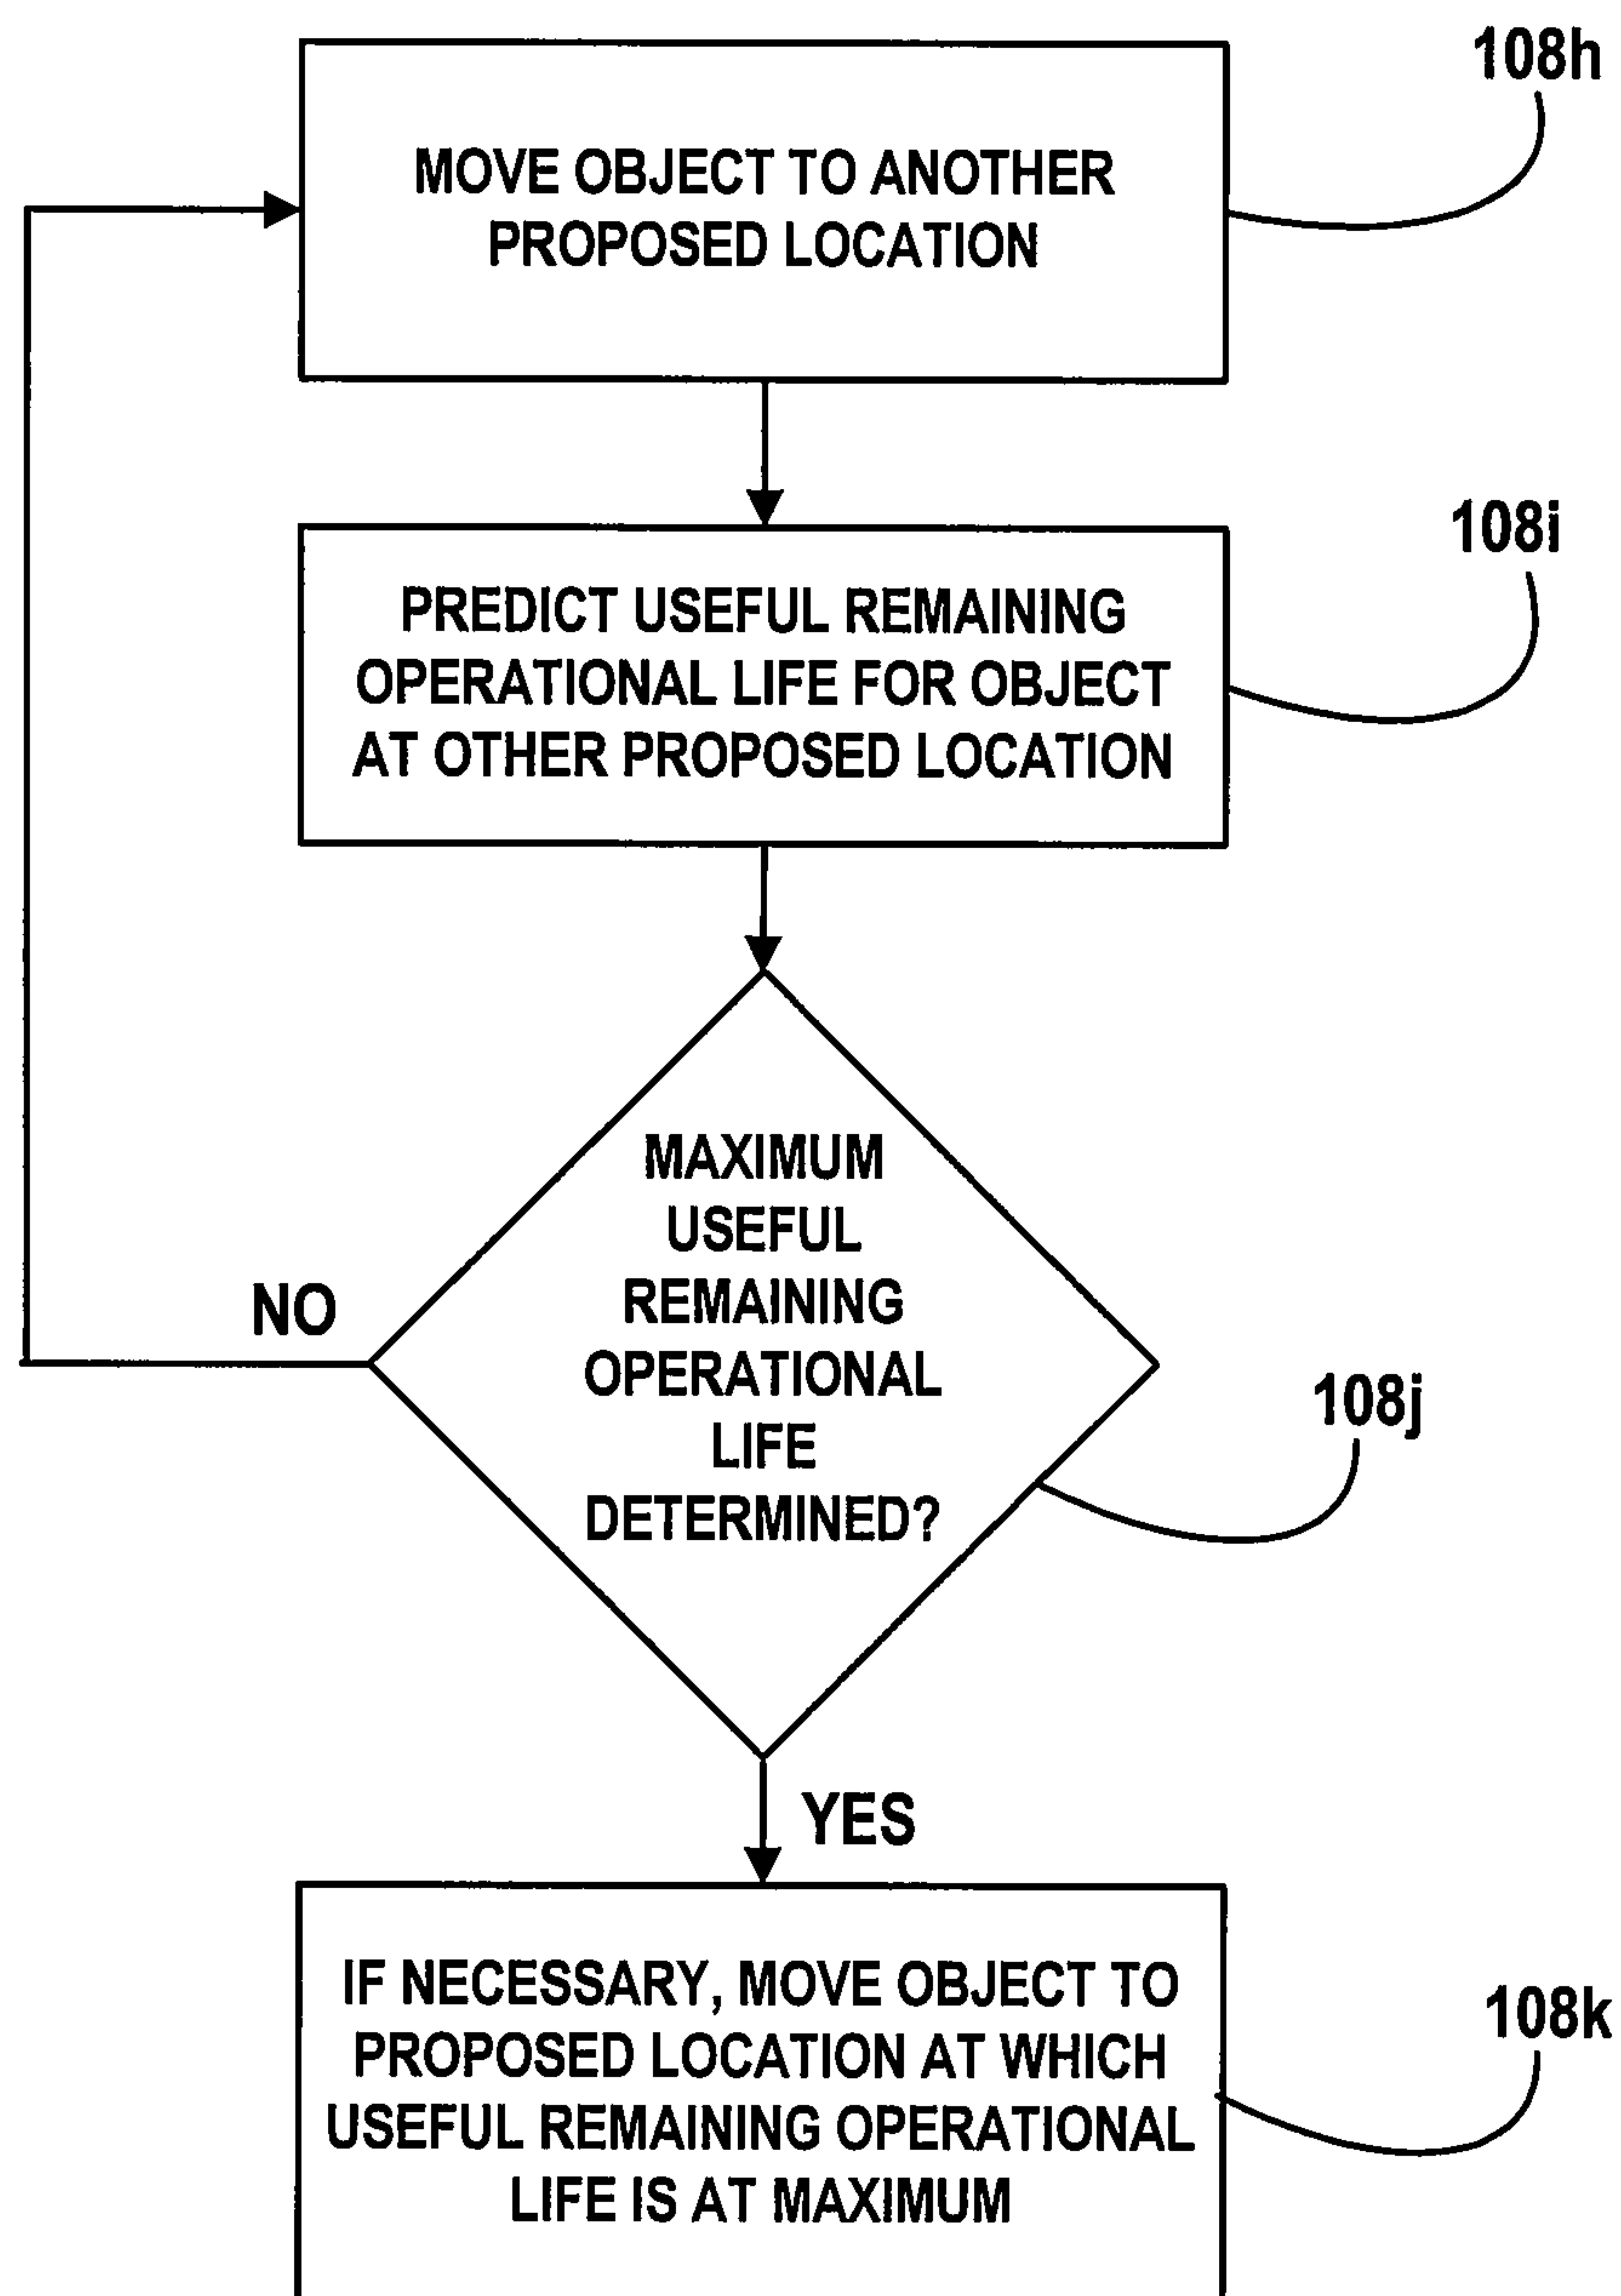 108h
MOVE OBJECT TO ANOTHER
PROPOSED LOCATION
108i
PREDICT USEFUL REMAINING
OPERATIONAL LIFE FOR OBJECT
AT OTHER PROPOSED LOCATION
MAXIMUM
USEFUL
REMAINING
OPERATIONAL
LIFE
DETERMINED?
NO
108j
YES
IF NECESSARY, MOVE OBJECT TO
PROPOSED LOCATION AT WHICH
USEFUL REMAINING OPERATIONAL
LIFE IS AT MAXIMUM
108k